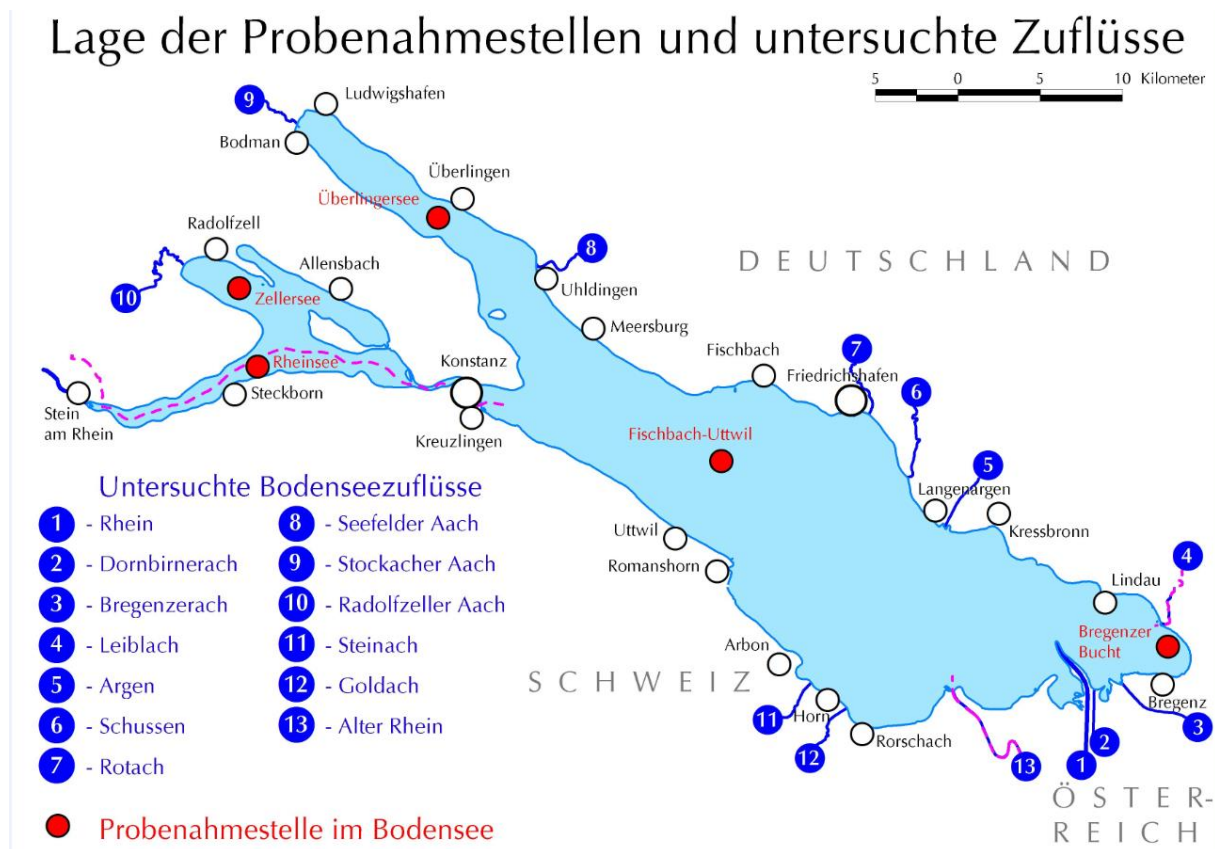 Lage der Probenahmestellen und untersuchte Zuflüsse
5 0 5 10 Kilometer
9
Ludwigshafen
Bodman
Überlingen
Überlingersee
Radolfzell
8
DEUTSCHLAND
Allensbach
Uhldingen
10
Zellersee
Meersburg
Fischbach
7
Rheinsee
Konstanz
Friedrichshafen
6
Stein
am Rhein
Steckborn
Kreuzlingen
Fischbach-Uttwil
5
Langenargen
Kressbronn
Uttwil
Romanshorn
4
Lindau
Bregenzer
Bucht
Arbon
SCHWEIZ
Bregenz
11
Horn
Rorschach
12
13
1
2
3
ÖSTER-
REICH
Untersuchte Bodenseezuflüsse
1 - Rhein
2 - Dornbirnerach
3 - Bregenzerach
4 - Leiblach
5 - Argen
6 - Schussen
7 - Rotach
8 - Seefelder Aach
9 - Stockacher Aach
10 - Radolfzeller Aach
11 - Steinach
12 - Goldach
13 - Alter Rhein
Probenahmestelle im Bodensee